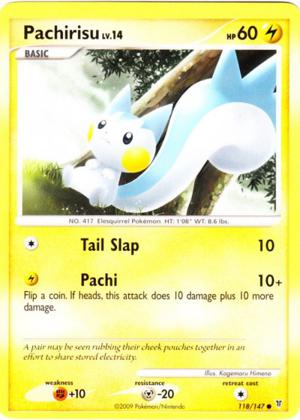 Pachirisu LV.14 HP 60
BASIC
NO. 417 Elesquirrel Pokémon HT: 1'08" WT: 8.6 lbs.
Tail Slap 10
Pachi 10+
Flip a coin. If heads, this attack does 10 damage plus 10 more
damage.
A pair may be seen rubbing their cheek pouches together in an
effort to share stored electricity.
weakness resistance retreat cost
+10 -20
Illus. Kagemaru Himeno
©2009 Pokémon/Nintendo 118/147